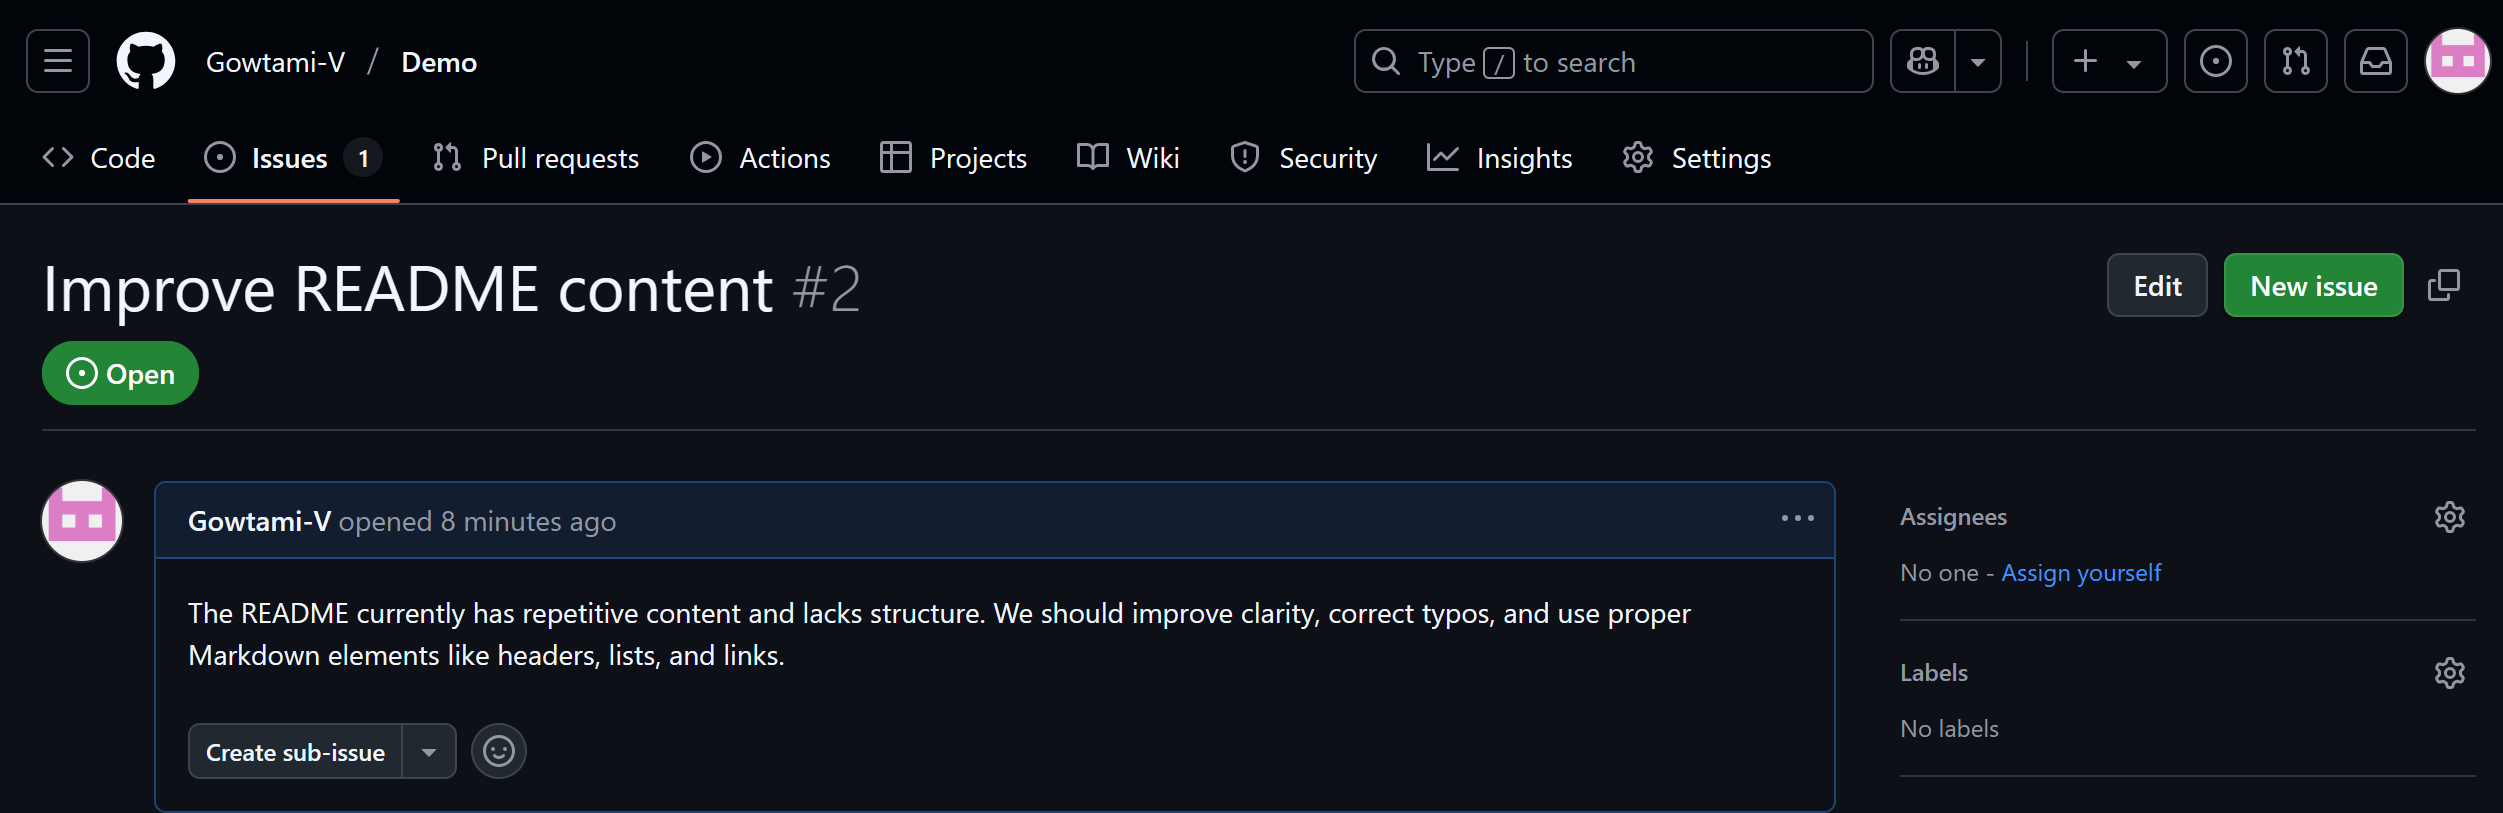 Gowtami-V / Demo
Type / to search
Code
Issues 1
Pull requests
Actions
Projects
Wiki
Security
Insights
Settings
Improve README content #2
Edit
New issue
Open
Gowtami-V opened 8 minutes ago
The README currently has repetitive content and lacks structure. We should improve clarity, correct typos, and use proper
Markdown elements like headers, lists, and links.
Create sub-issue
Assignees
No one - Assign yourself
Labels
No labels